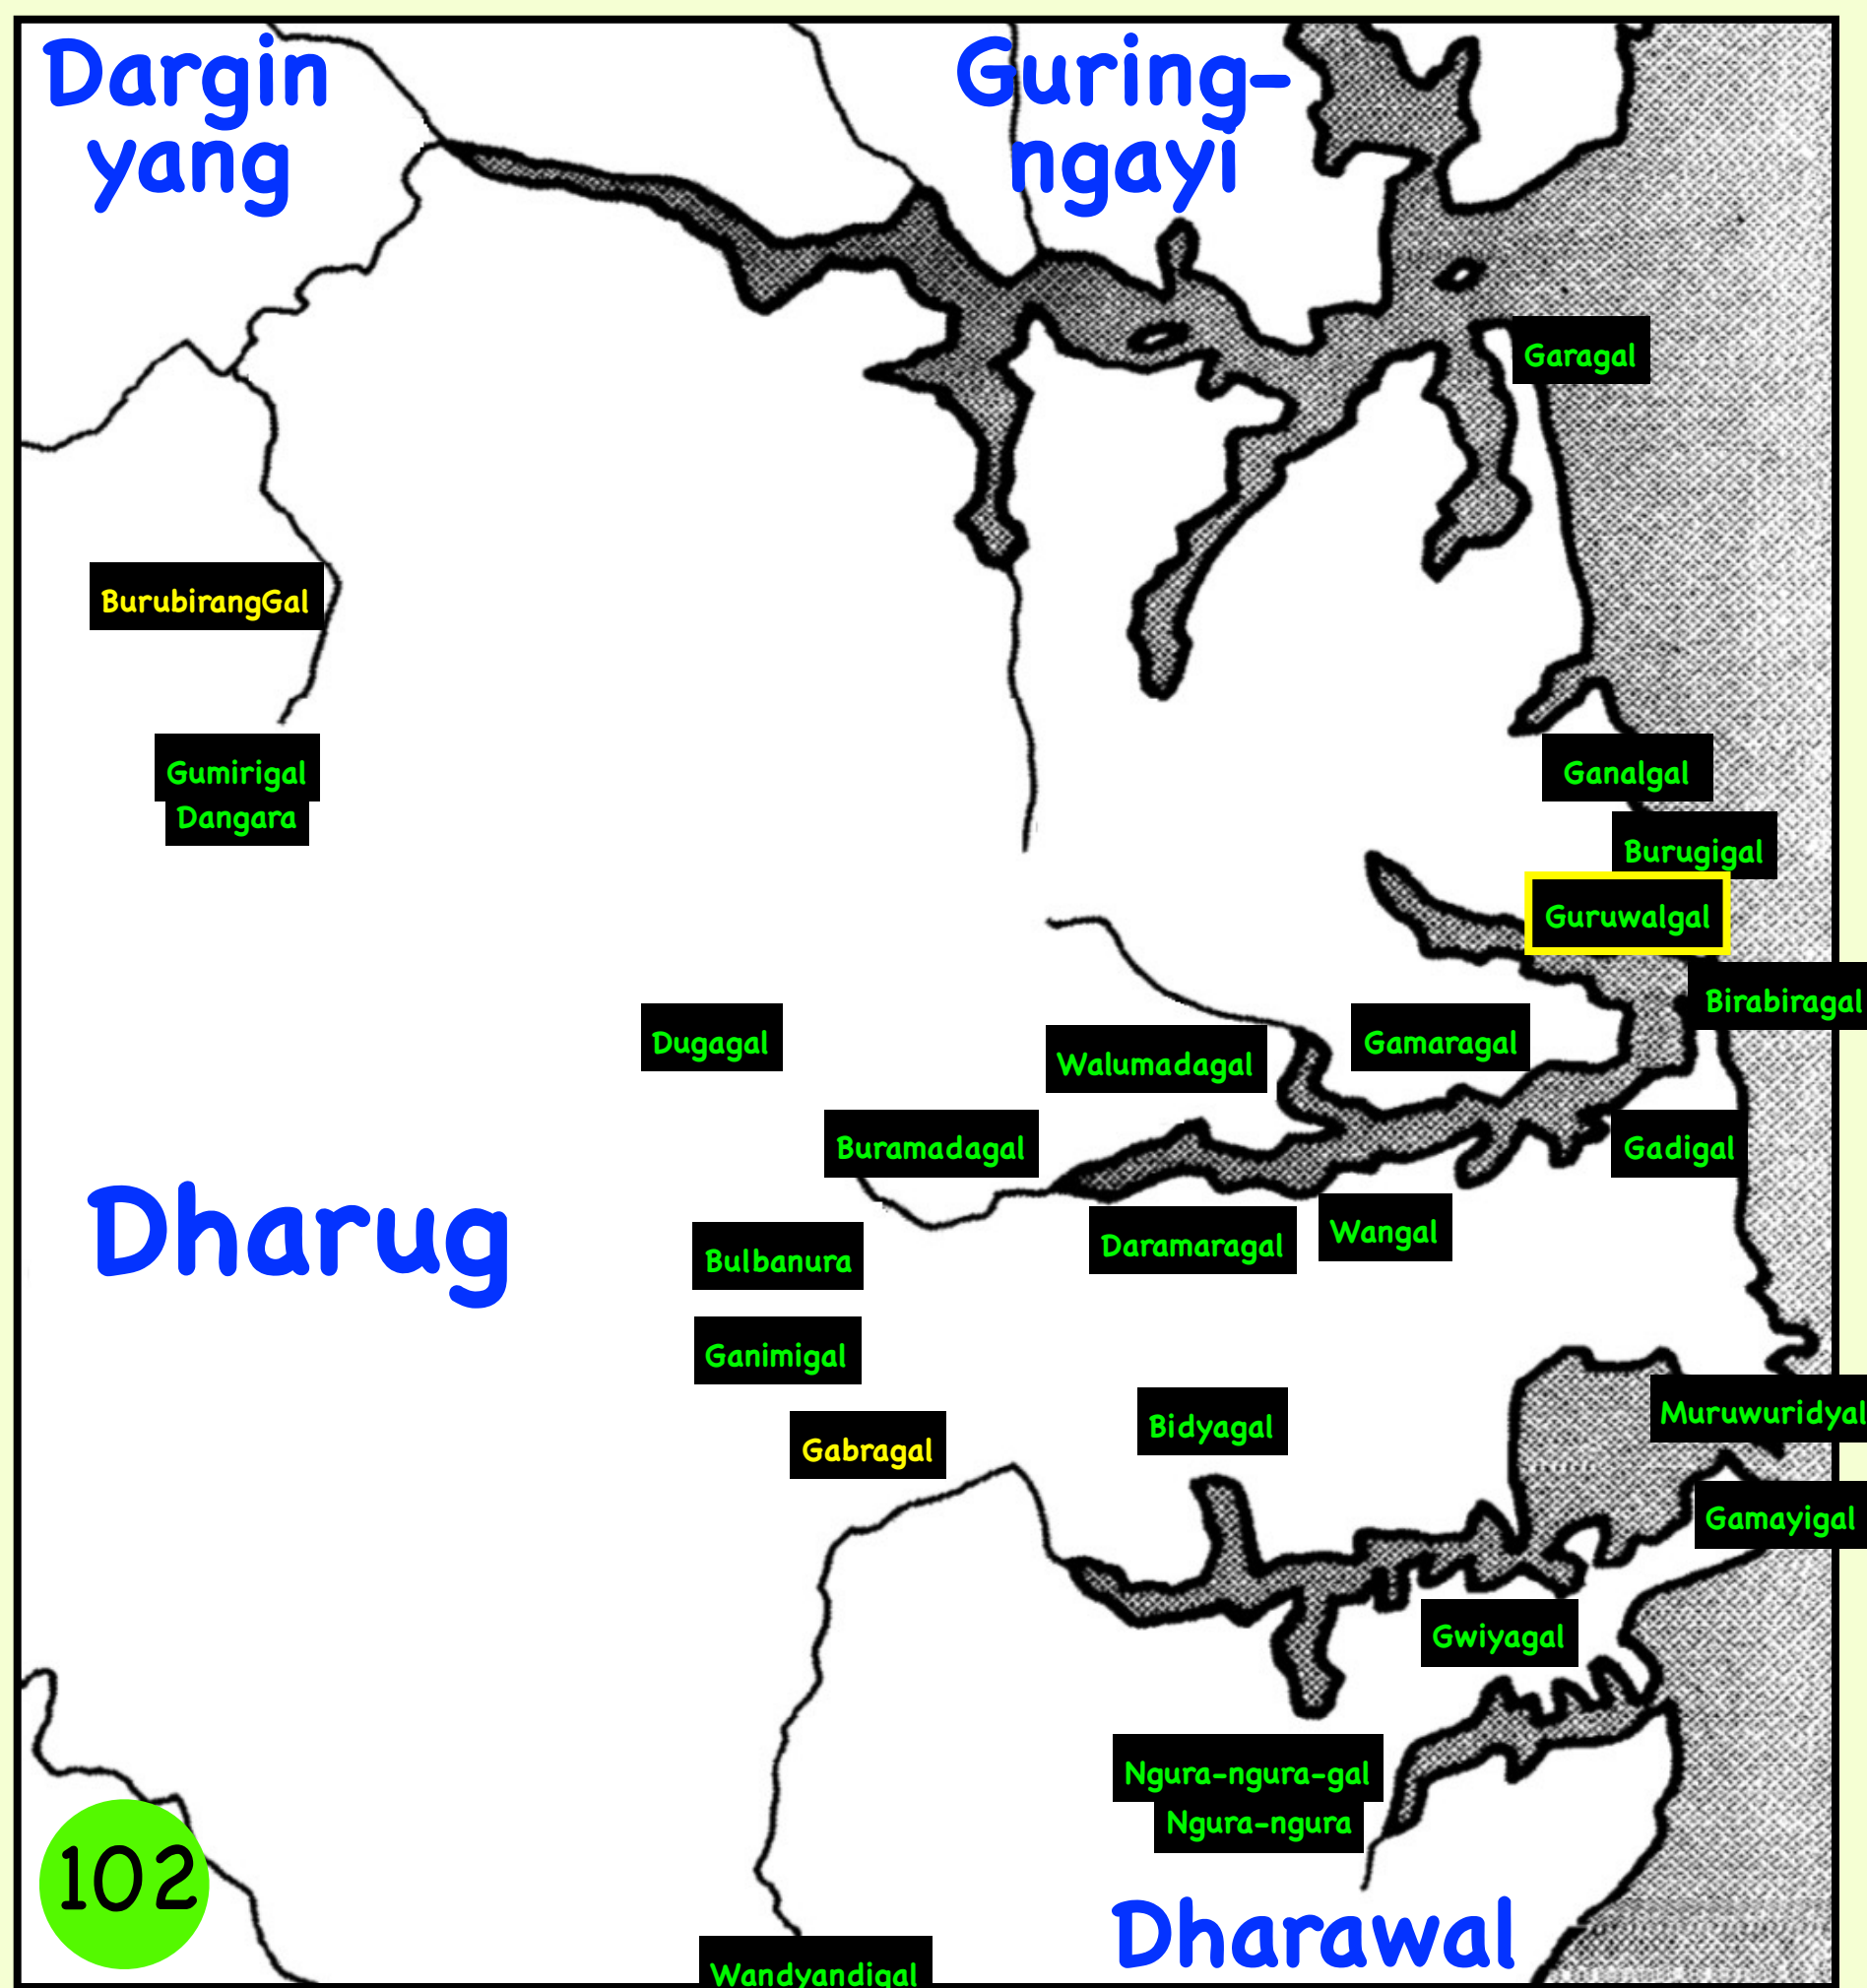 Dargin
yang
Guring-
ngayi
Garagal
BurubirangGal
Gumirigal
Dangara
Ganalgal
Burugigal
Guruwalgal
Birabiragal
Dugagal
Walumadagal
Gamaragal
Buramadagal
Gadigal
Dharug
Daramaragal
Wangal
Bulbanura
Ganimigal
Gabragal
Bidyagal
Muruwuridyal
Gamayigal
Gwiyagal
Ngura-ngura-gal
Ngura-ngura
102
Dharawal
Wandyandigal